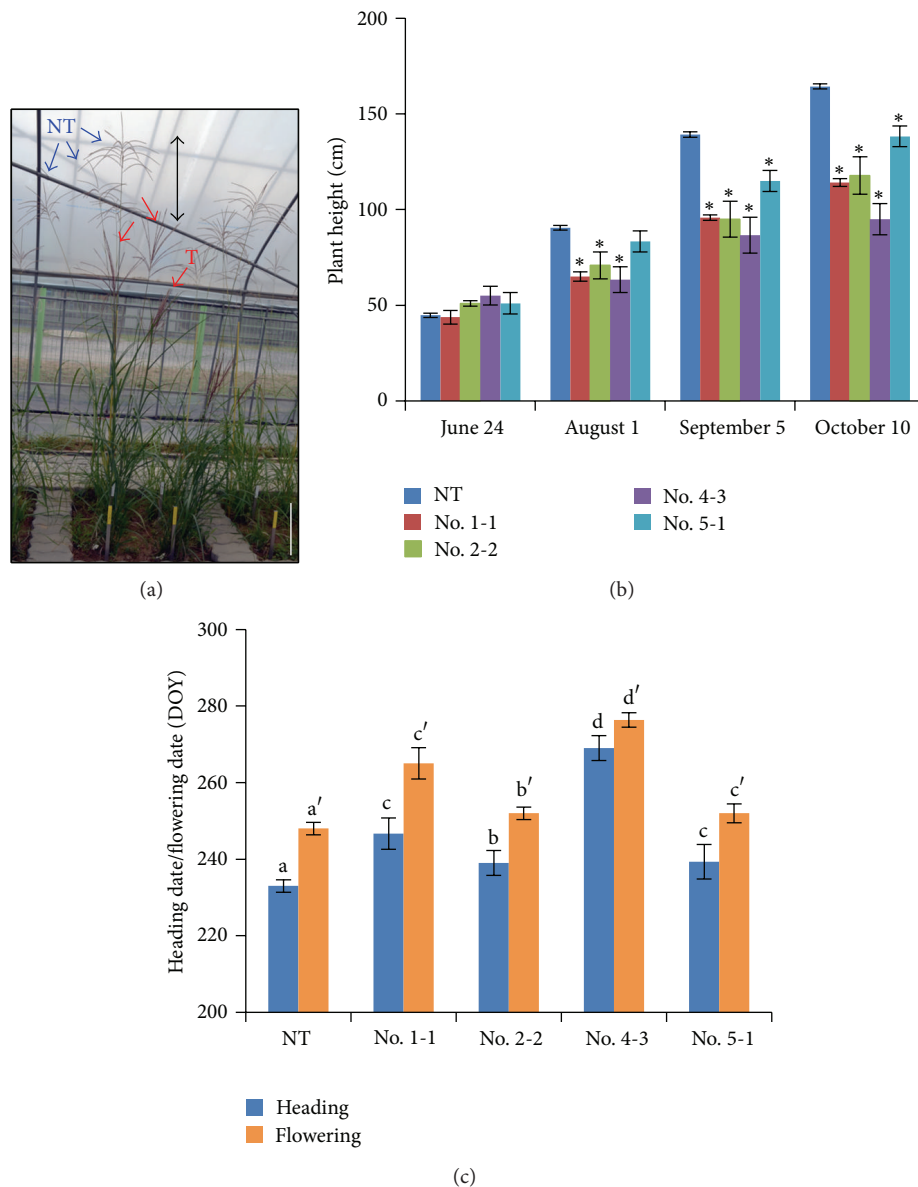 NT
T
(a)
Plant height (cm)
200
150
100
50
0
* * *
* * * *
* * * *
June 24 August 1 September 5 October 10
NT
No. 1-1
No. 2-2
No. 4-3
No. 5-1
(b)
Heading date/flowering date (DOY)
300
280
260
240
220
200
a a′ c c′ b b′ d d′ c c′
NT No. 1-1 No. 2-2 No. 4-3 No. 5-1
Heading
Flowering
(c)